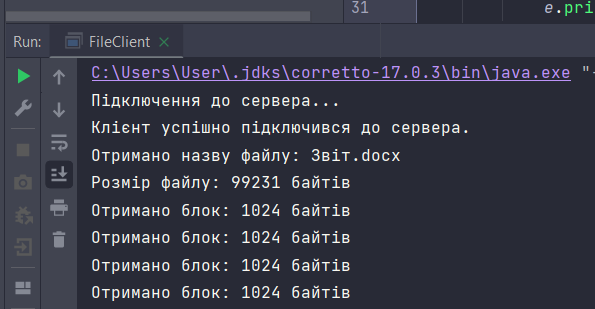 31
e.pri
Run:
FileClient
C:\Users\User\.jdks\corretto-17.0.3\bin\java.exe "-
Підключення до сервера...
Клієнт успішно підключився до сервера.
Отримано назву файлу: Звіт.docx
Розмір файлу: 99231 байтів
Отримано блок: 1024 байтів
Отримано блок: 1024 байтів
Отримано блок: 1024 байтів
Отримано блок: 1024 байтів